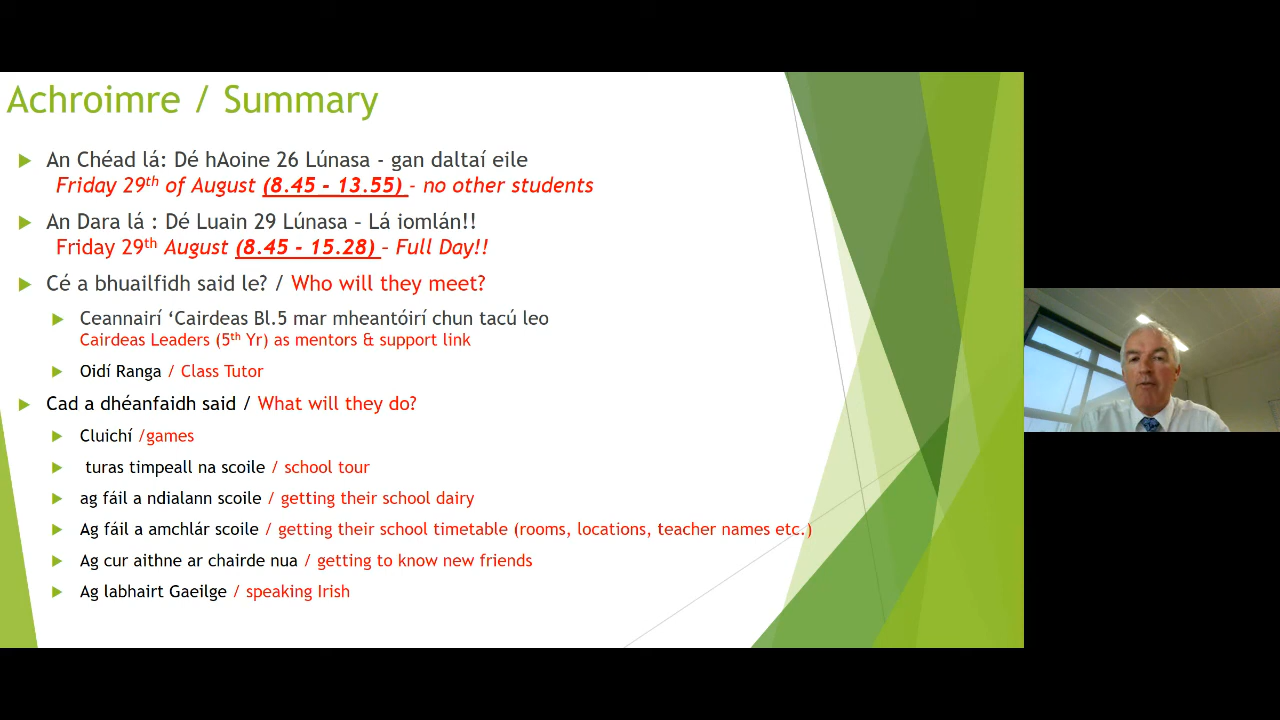 Achroimre / Summary
An Chéad lá: Dé hAoine 26 Lúnasa - gan daltaí eile
Friday 29th of August (8.45 - 13.55) - no other students
An Dara lá : Dé Luain 29 Lúnasa – Lá iomlán!!
Friday 29th August (8.45 - 15.28) – Full Day!!
Cé a bhuailfidh said le? / Who will they meet?
Ceannairí ‘Cairdeas Bl.5 mar mheantóirí chun tacú leo
Cairdeas Leaders (5th Yr) as mentors & support link
Oidí Ranga / Class Tutor
Cad a dhéanfaidh said / What will they do?
Cluichí /games
turas timpeall na scoile / school tour
ag fáil a ndialann scoile / getting their school dairy
Ag fáil a amchlár scoile / getting their school timetable (rooms, locations, teacher names etc.)
Ag cur aithne ar chairde nua / getting to know new friends
Ag labhairt Gaeilge / speaking Irish